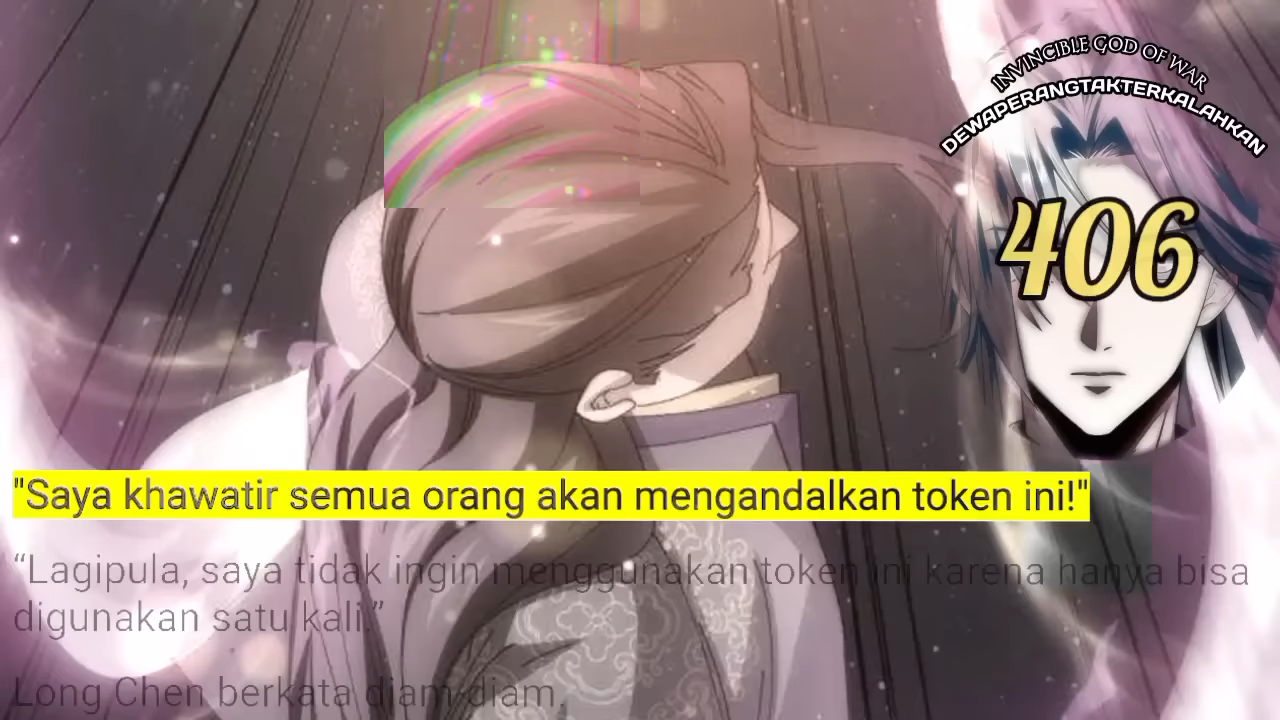 INVINCIBLE GOD OF WAR
DEWAPERANGTAKTERKALAHKAN
406
"Saya khawatir semua orang akan mengandalkan token ini!"
“Lagipula, saya tidak ingin menggunakan token ini karena hanya bisa
digunakan satu kali.”
Long Chen berkata diam-diam.